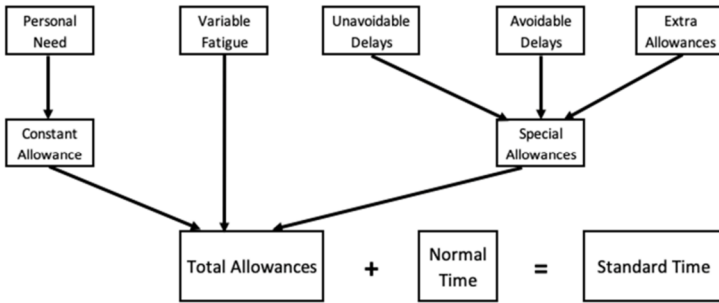 Personal
Need
Variable
Fatigue
Unavoidable
Delays
Avoidable
Delays
Extra
Allowances
Constant
Allowance
Special
Allowances
Total Allowances
+
Normal
Time
=
Standard Time